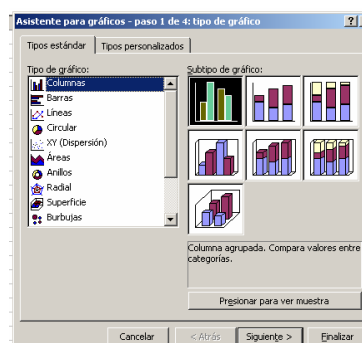 Asistente para gráficos - paso 1 de 4: tipo de gráfico
Tipos estándar
Tipos personalizados
Tipo de gráfico:
Columnas
Barras
Líneas
Circular
XY (Dispersión)
Áreas
Anillos
Radial
Superficie
Burbujas
Subtipo de gráfico:
Columna agrupada. Compara valores entre
categorías.
Presionar para ver muestra
Cancelar
< Atrás
Siguiente >
Finalizar